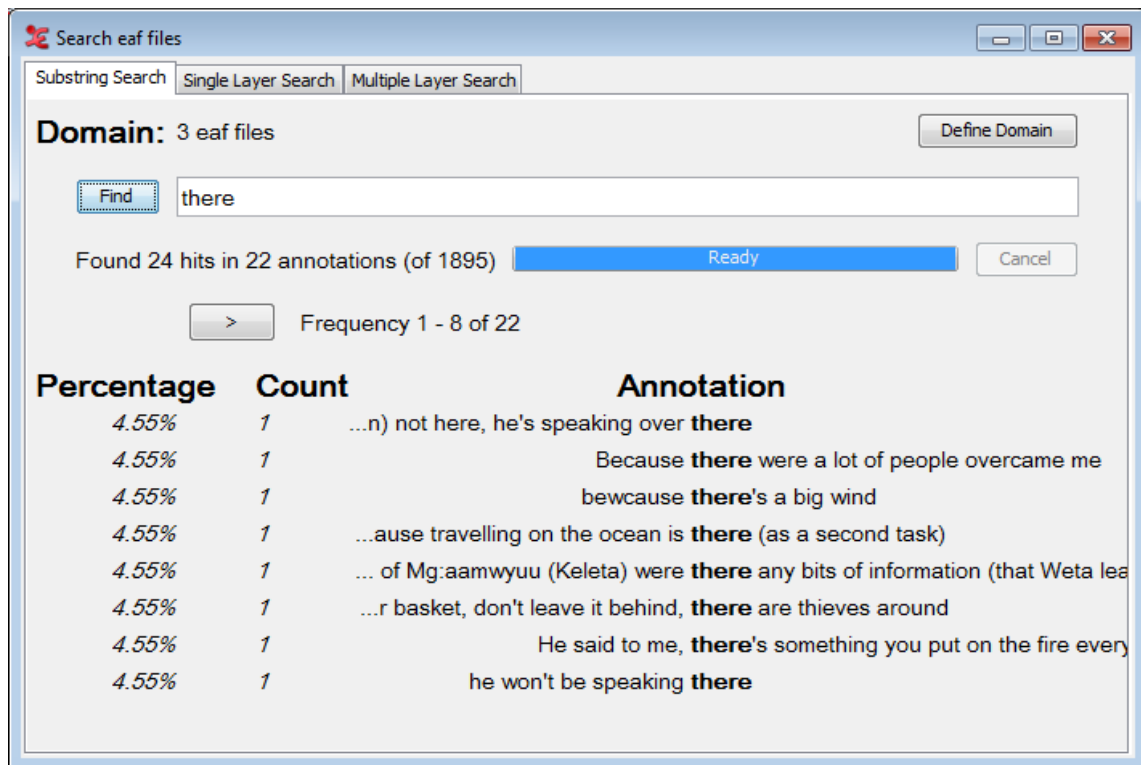 Search eaf files
Substring Search Single Layer Search Multiple Layer Search
Domain: 3 eaf files Define Domain
Find there
Found 24 hits in 22 annotations (of 1895) Ready Cancel
> Frequency 1 - 8 of 22
Percentage Count Annotation
4.55% 1 ...n) not here, he's speaking over there
4.55% 1 Because there were a lot of people overcame me
4.55% 1 bewcause there's a big wind
4.55% 1 ...ause travelling on the ocean is there (as a second task)
4.55% 1 ... of Mg:aamwyuu (Keleta) were there any bits of information (that Weta lea
4.55% 1 ...r basket, don't leave it behind, there are thieves around
4.55% 1 He said to me, there's something you put on the fire every
4.55% 1 he won't be speaking there